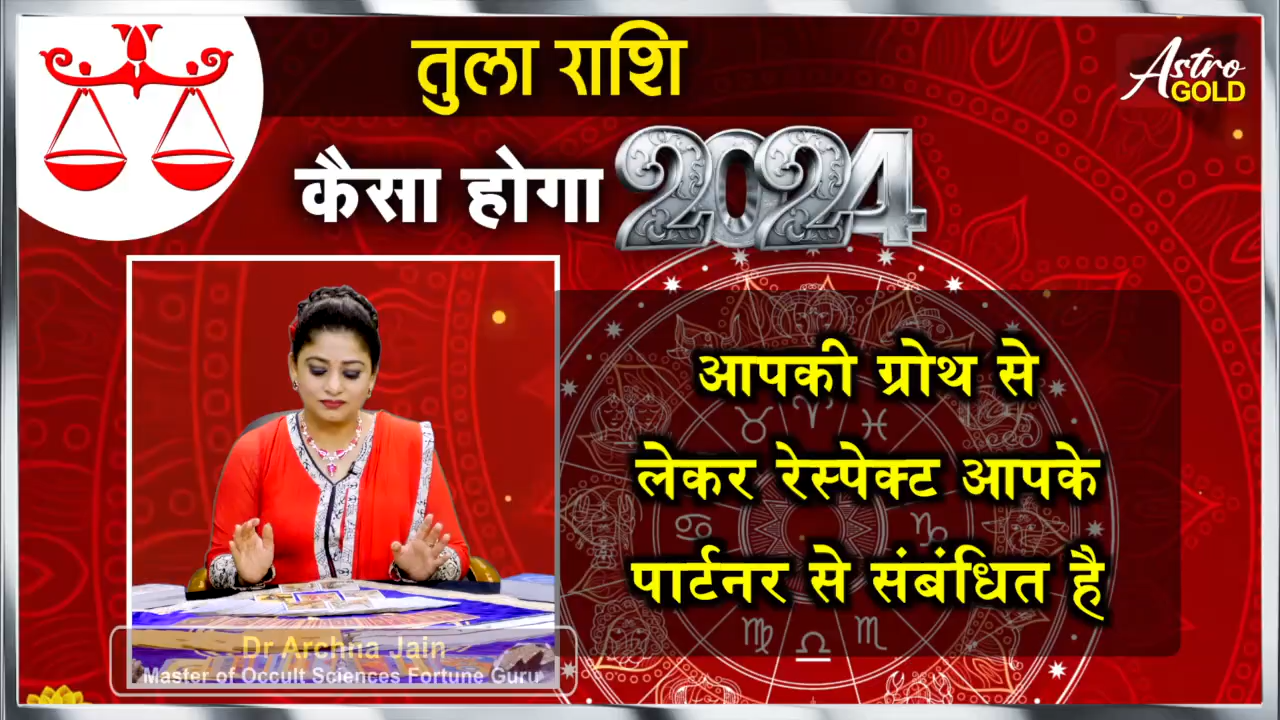 तुला राशि
Astro
GOLD
कैसा होगा 2024
आपकी ग्रोथ से
लेकर रेस्पेक्ट आपके
पार्टनर से संबंधित है
Dr Archna Jain
Master of Occult Sciences Fortune Guru